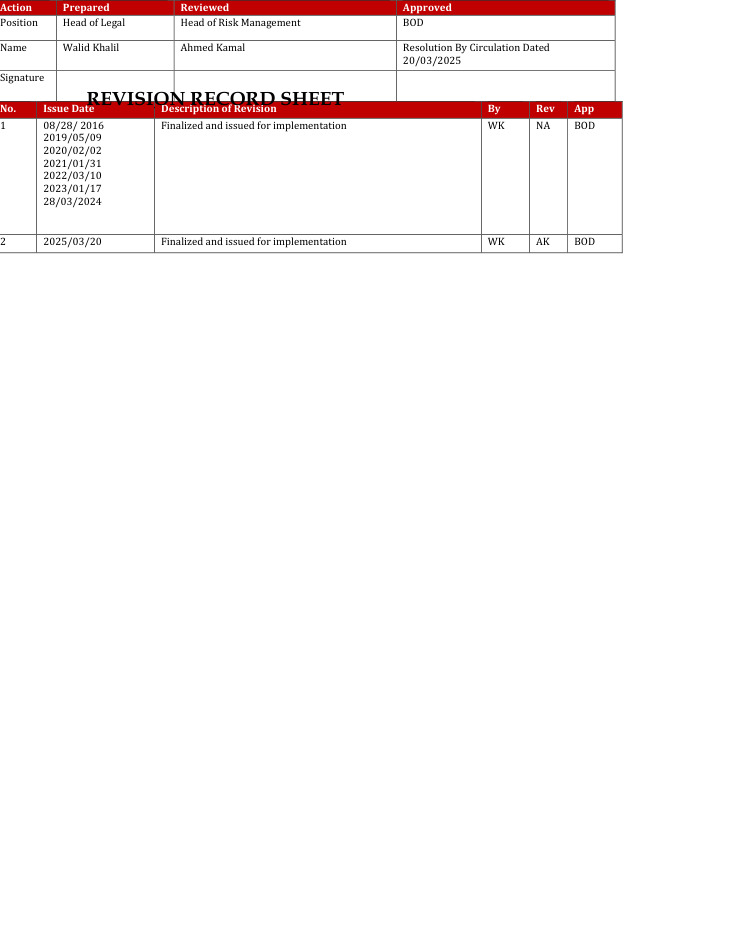 Action Prepared Reviewed Approved
Position Head of Legal Head of Risk Management BOD
Name Walid Khalil Ahmed Kamal Resolution By Circulation Dated
20/03/2025
Signature
REVISION RECORD SHEET
No. Issue Date Description of Revision By Rev App
1 08/28/ 2016 Finalized and issued for implementation WK NA BOD
2019/05/09
2020/02/02
2021/01/31
2022/03/10
2023/01/17
28/03/2024
2 2025/03/20 Finalized and issued for implementation WK AK BOD